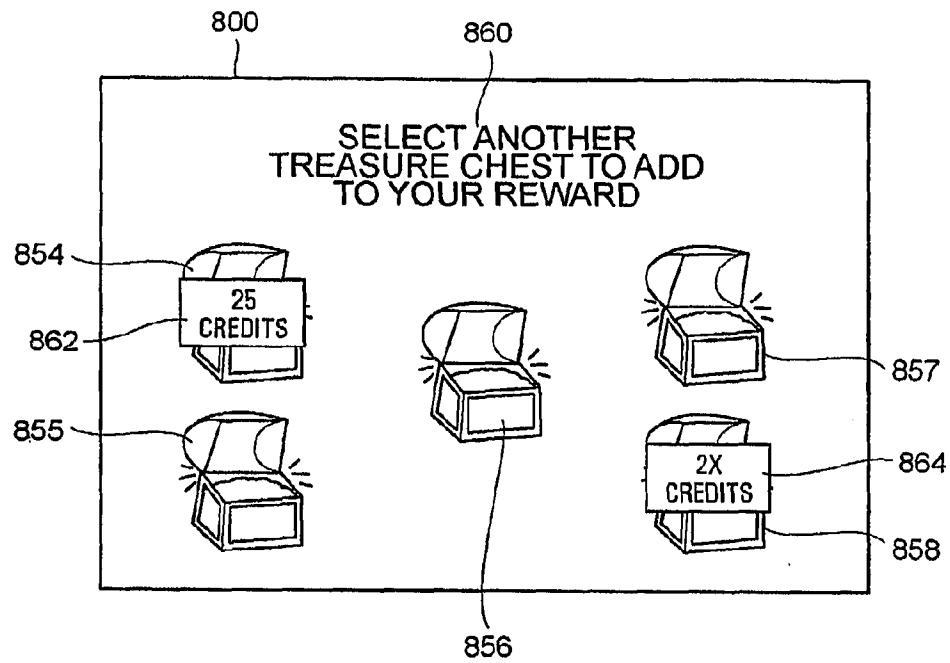 800
860
SELECT ANOTHER
TREASURE CHEST TO ADD
TO YOUR REWARD
854
25
CREDITS
862
857
855
2X
CREDITS
864
858
856